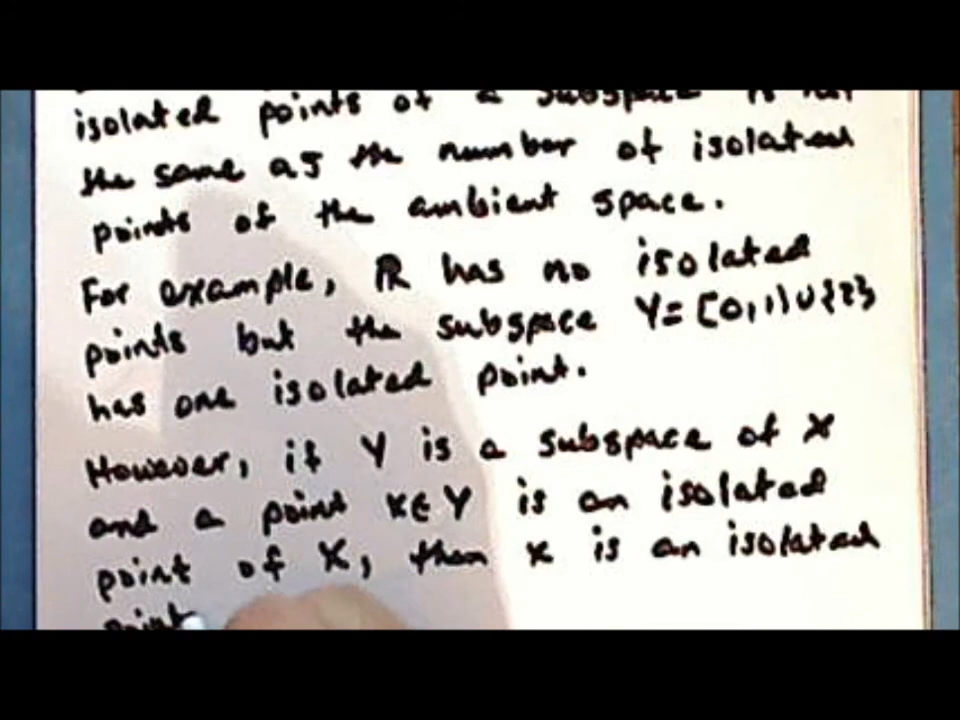 isolated points of a subspace is not
the same as the number of isolated
points of the ambient space.
For example, ℝ has no isolated
points but the subspace Y = [0,1) ∪ {2}
has one isolated point.
However, if Y is a subspace of X
and a point x ∈ Y is an isolated
point of X, then x is an isolated
point